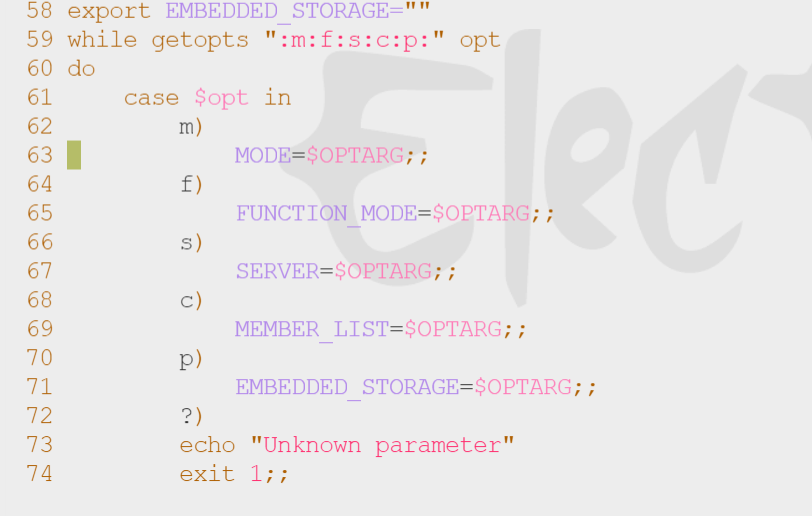 58 export EMBEDDED_STORAGE=""
59 while getopts ":m:f:s:c:p:" opt
60 do
61     case $opt in
62         m)
63             MODE=$OPTARG;;
64         f)
65             FUNCTION_MODE=$OPTARG;;
66         s)
67             SERVER=$OPTARG;;
68         c)
69             MEMBER_LIST=$OPTARG;;
70         p)
71             EMBEDDED_STORAGE=$OPTARG;;
72         ?)
73         echo "Unknown parameter"
74         exit 1;;
Elec